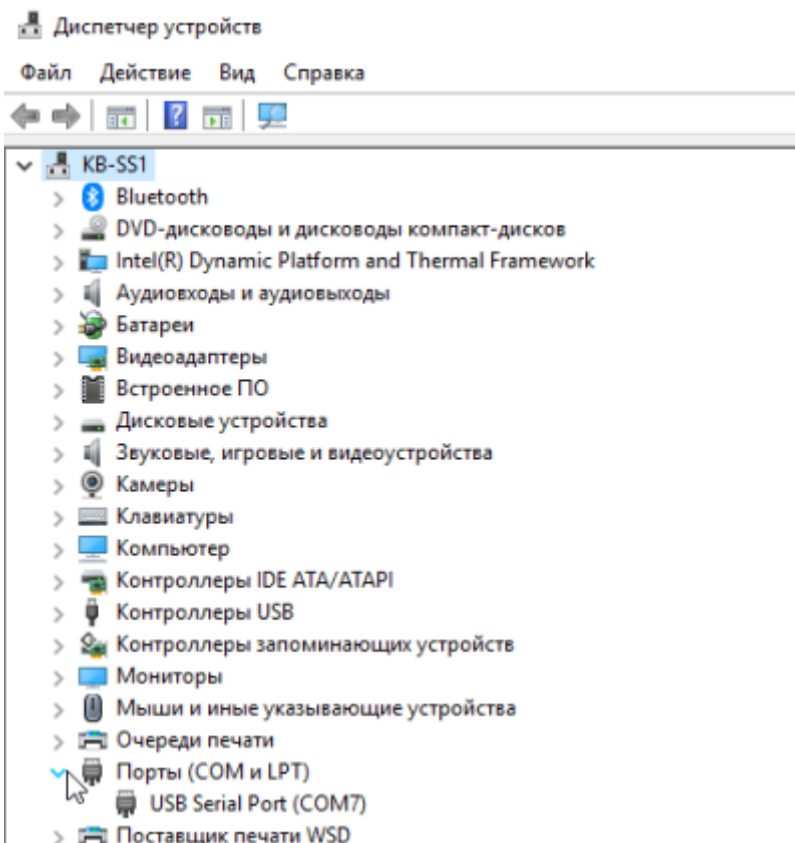 Диспетчер устройств
Файл Действие Вид Справка
KB-SS1
Bluetooth
DVD-дисководы и дисководы компакт-дисков
Intel(R) Dynamic Platform and Thermal Framework
Аудиовходы и аудиовыходы
Батареи
Видеоадаптеры
Встроенное ПО
Дисковые устройства
Звуковые, игровые и видеоустройства
Камеры
Клавиатуры
Компьютер
Контроллеры IDE ATA/ATAPI
Контроллеры USB
Контроллеры запоминающих устройств
Мониторы
Мыши и иные указывающие устройства
Очереди печати
Порты (COM и LPT)
USB Serial Port (COM7)
Поставщик печати WSD